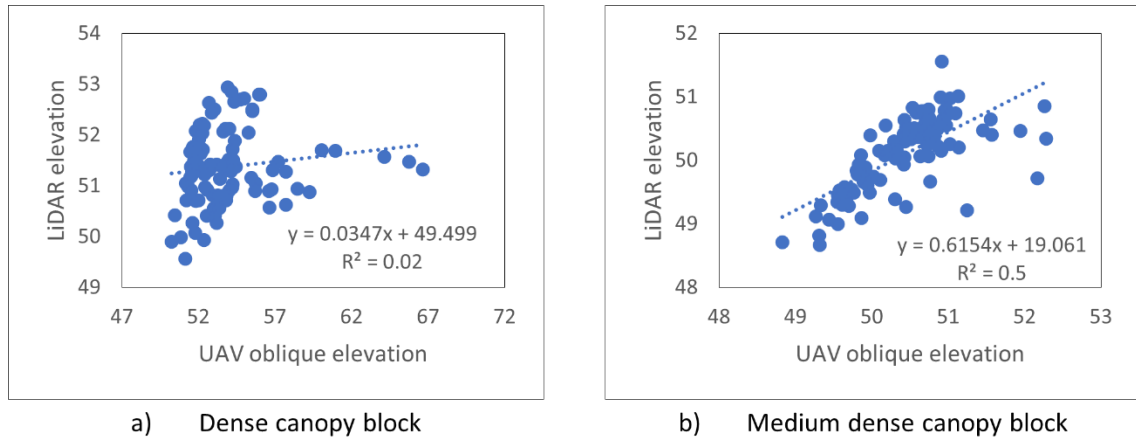 54
53
52
51
50
49
LiDAR elevation
y = 0.0347x + 49.499
R² = 0.02
47 52 57 62 67 72
UAV oblique elevation
a) Dense canopy block
52
51
50
49
48
LiDAR elevation
y = 0.6154x + 19.061
R² = 0.5
48 49 50 51 52 53
UAV oblique elevation
b) Medium dense canopy block